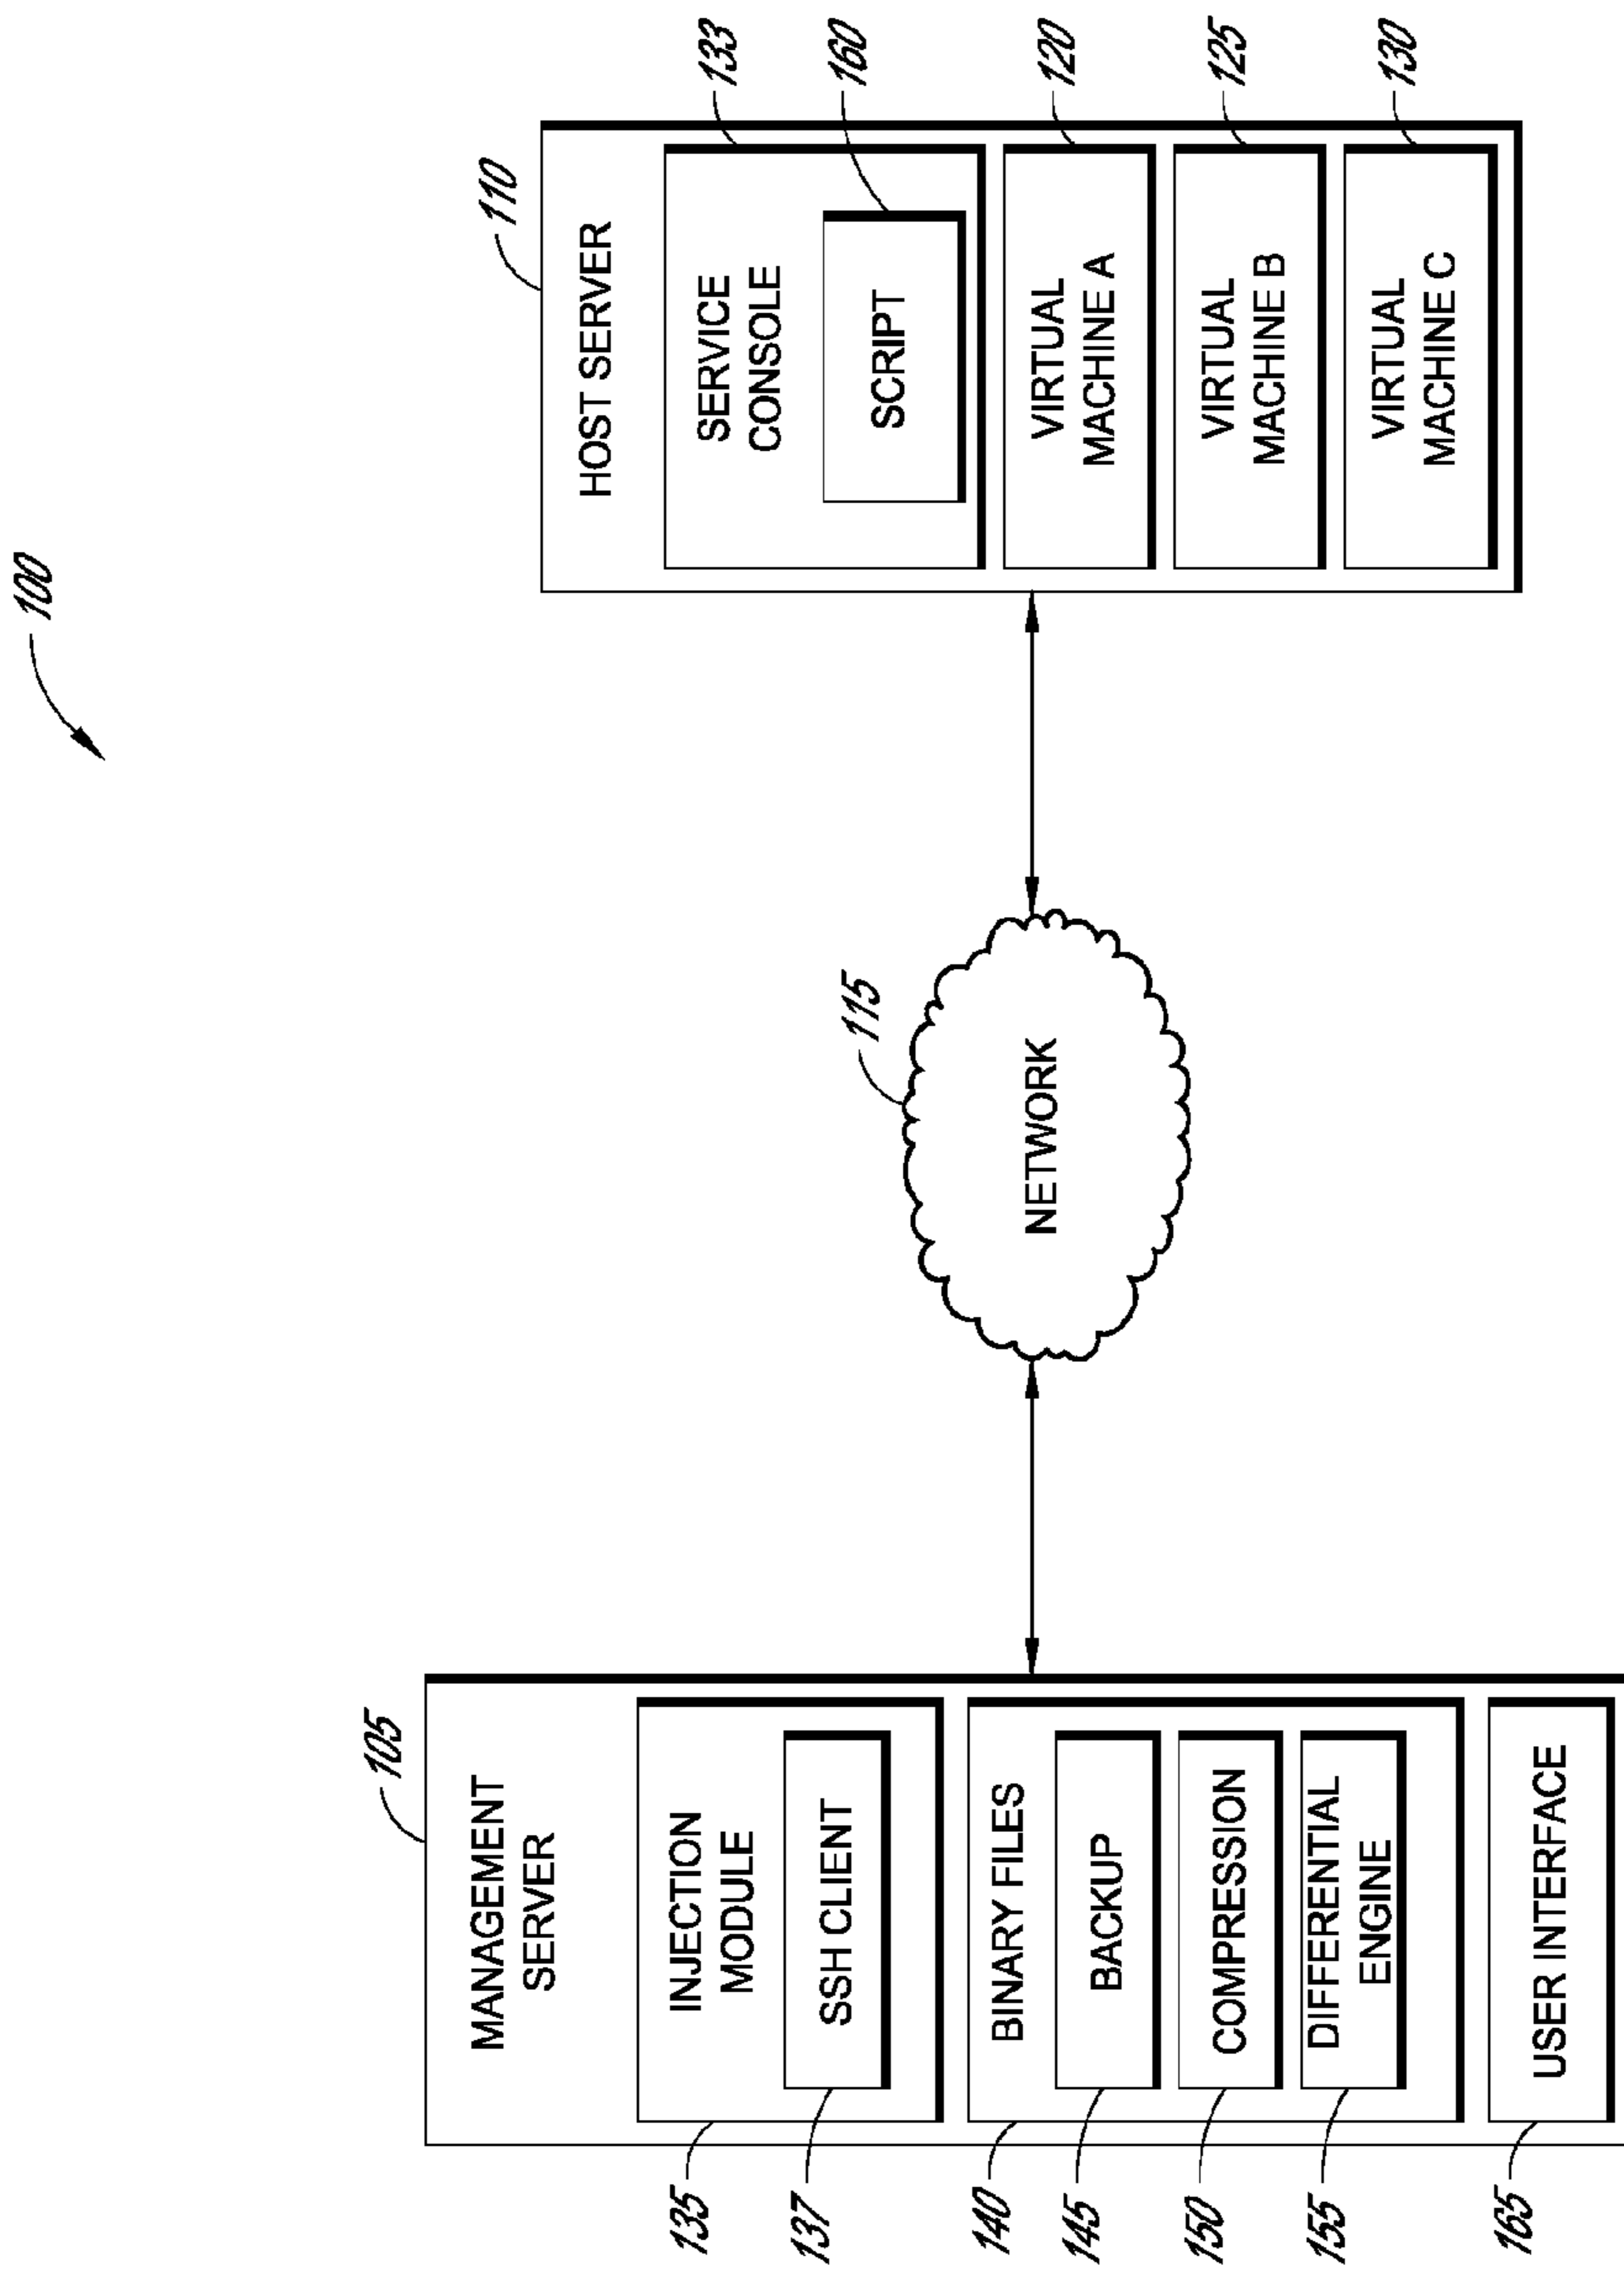 100
105
MANAGEMENT
SERVER
135
INJECTION
MODULE
137
SSH CLIENT
140
BINARY FILES
145
BACKUP
150
COMPRESSION
155
DIFFERENTIAL
ENGINE
165
USER INTERFACE
115
NETWORK
110
HOST SERVER
133
SERVICE
CONSOLE
160
SCRIPT
120
VIRTUAL
MACHINE A
125
VIRTUAL
MACHINE B
130
VIRTUAL
MACHINE C